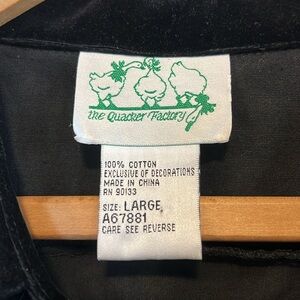 the Quacker Factory
100% COTTON
EXCLUSIVE OF DECORATIONS
MADE IN CHINA
RN 90133
SIZE: LARGE
A67881
CARE SEE REVERSE